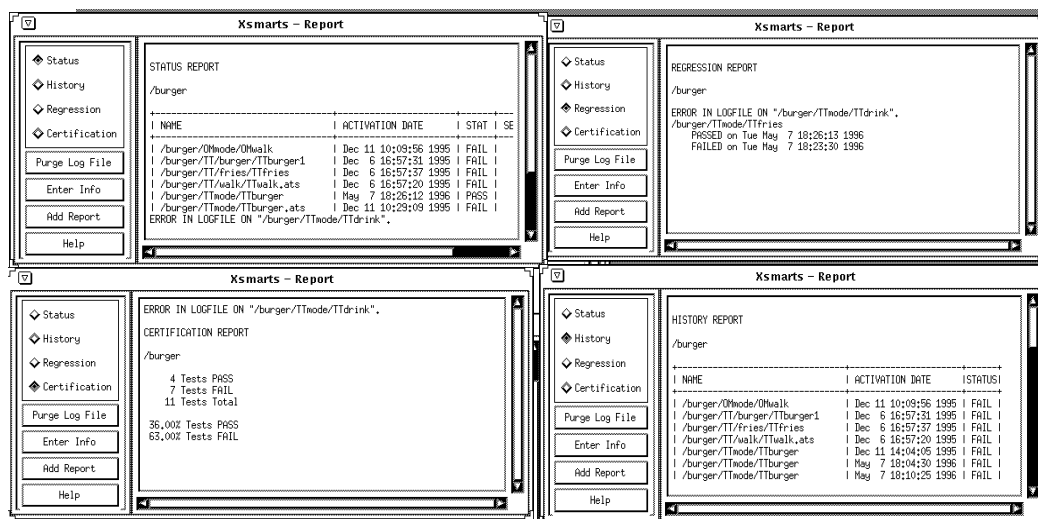 Xsmarts - Report
Status
History
Regression
Certification
Purge Log File
Enter Info
Add Report
Help
STATUS REPORT
/burger
| NAME | ACTIVATION DATE | STAT | SE
| /burger/OMmode/OMwalk | Dec 11 10:09:56 1995 | FAIL |
| /burger/TT/burger/TTburger1 | Dec 6 16:57:31 1995 | FAIL |
| /burger/TT/fries/TTfries | Dec 6 16:57:37 1995 | FAIL |
| /burger/TT/walk/TTwalk.ats | Dec 6 16:57:20 1995 | FAIL |
| /burger/TTmode/TTburger | May 7 18:26:12 1996 | PASS |
| /burger/TTmode/TTburger.ats | Dec 11 10:29:09 1995 | FAIL |
ERROR IN LOGFILE ON "/burger/TTmode/TTdrink".
Xsmarts - Report
Status
History
Regression
Certification
Purge Log File
Enter Info
Add Report
Help
REGRESSION REPORT
/burger
ERROR IN LOGFILE ON "/burger/TTmode/TTdrink".
/burger/TTmode/TTfries
PASSED on Tue May 7 18:26:13 1996
FAILED on Tue May 7 18:23:30 1996
Xsmarts - Report
Status
History
Regression
Certification
Purge Log File
Enter Info
Add Report
Help
ERROR IN LOGFILE ON "/burger/TTmode/TTdrink".
CERTIFICATION REPORT
/burger
4 Tests PASS
7 Tests FAIL
11 Tests Total
36.00% Tests PASS
63.00% Tests FAIL
Xsmarts - Report
Status
History
Regression
Certification
Purge Log File
Enter Info
Add Report
Help
HISTORY REPORT
/burger
| NAME | ACTIVATION DATE |STATUS|
| /burger/OMmode/OMwalk | Dec 11 10:09:56 1995 | FAIL |
| /burger/TT/burger/TTburger1 | Dec 6 16:57:31 1995 | FAIL |
| /burger/TT/fries/TTfries | Dec 6 16:57:37 1995 | FAIL |
| /burger/TT/walk/TTwalk.ats | Dec 6 16:57:20 1995 | FAIL |
| /burger/TTmode/TTburger | Dec 11 14:04:05 1995 | FAIL |
| /burger/TTmode/TTburger | May 7 18:04:30 1996 | FAIL |
| /burger/TTmode/TTburger | May 7 18:10:25 1996 | FAIL |